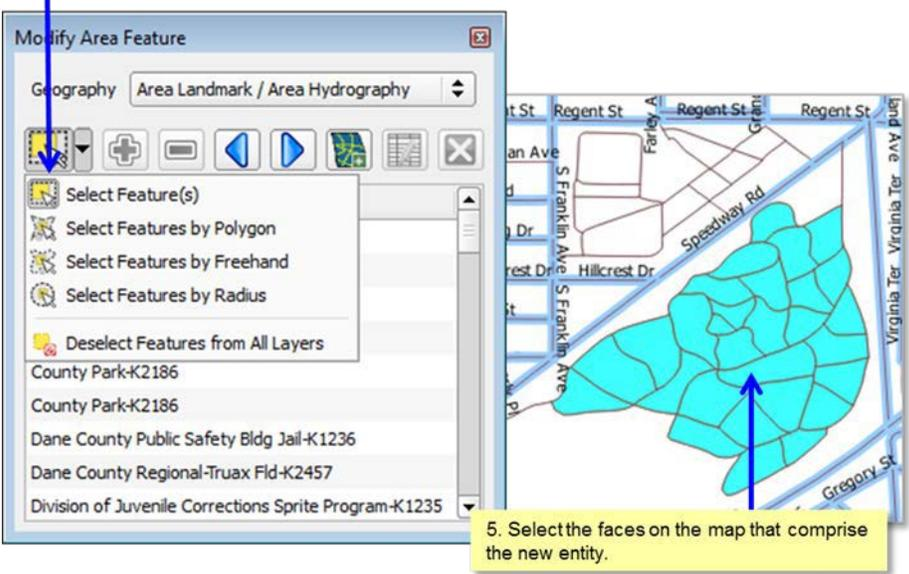 Modify Area Feature
Geography
Area Landmark / Area Hydrography
Select Feature(s)
Select Features by Polygon
Select Features by Freehand
Select Features by Radius
Deselect Features from All Layers
County Park-K2186
County Park-K2186
Dane County Public Safety Bldg Jail-K1236
Dane County Regional-Truax Fld-K2457
Division of Juvenile Corrections Sprite Program-K1235
Regent St
Regent St
Regent St
Farley A
Grand
land Ave
an Ave
Virginia Ter
Virginia Ter
S Franklin Ave
Speedway Rd
g Dr
rest Dr
Hillcrest Dr
St
S Franklin Ave
Pl
Gregory St
5. Select the faces on the map that comprise
the new entity.